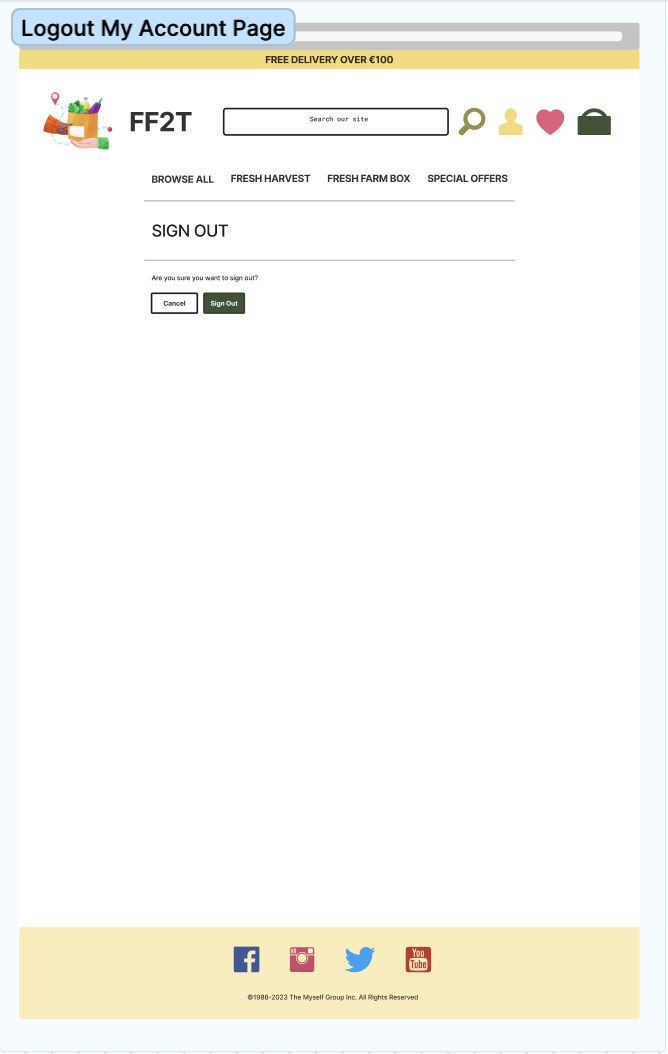 Logout My Account Page
FREE DELIVERY OVER €100
FF2T
Search our site
BROWSE ALL FRESH HARVEST FRESH FARM BOX SPECIAL OFFERS
SIGN OUT
Are you sure you want to sign out?
Cancel Sign Out
You
Tube
©1988-2023 The Myself Group Inc. All Rights Reserved